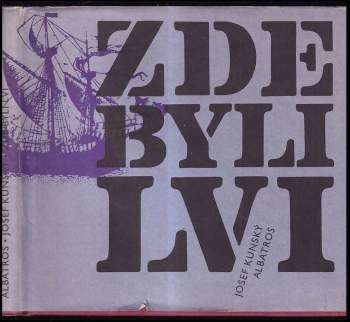 ZDE
BYLI
LVI
JOSEF KUNSKÝ
ALBATROS
ALBATROS • JOSEF KUNSKÝ